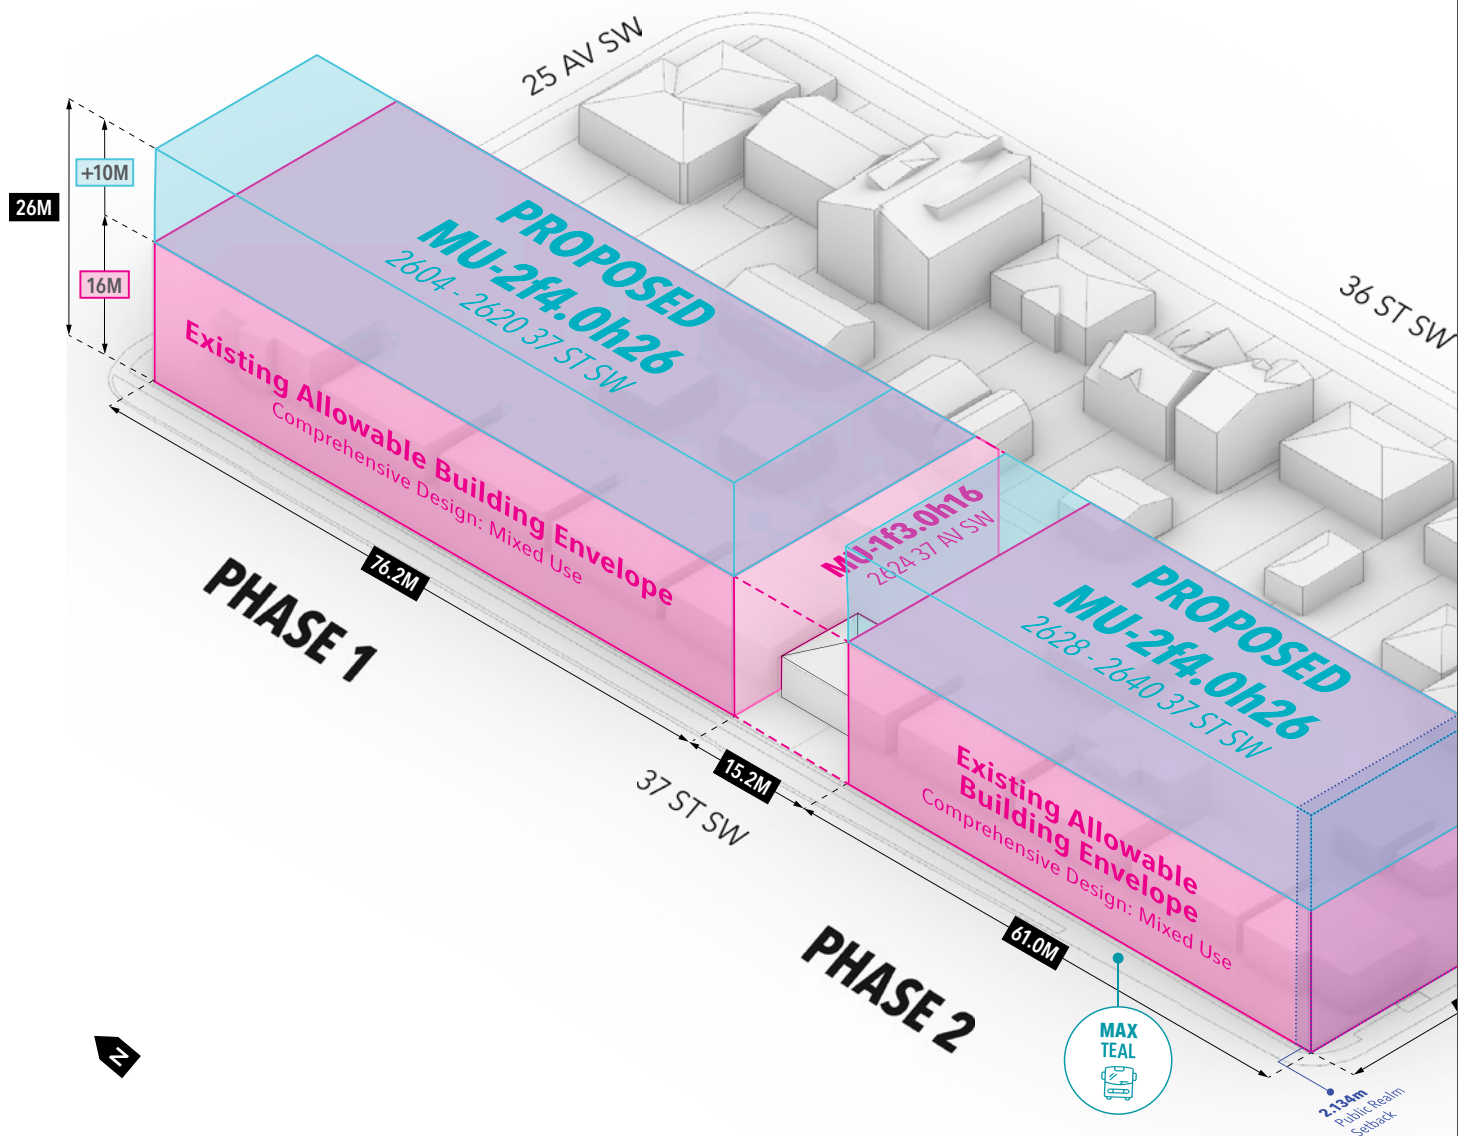 25 AV SW
36 ST SW
+10M
26M
16M
PROPOSED
MU-2f4.0h26
2604 - 2620 37 ST SW
Existing Allowable Building Envelope
Comprehensive Design: Mixed Use
76.2M
PHASE 1
MU-1f3.0h16
2624 37 AV SW
PROPOSED
MU-2f4.0h26
2628 - 2640 37 ST SW
15.2M
37 ST SW
Existing Allowable
Building Envelope
Comprehensive Design: Mixed Use
61.0M
PHASE 2
MAX
TEAL
N
2.134m
Public Realm
Setback